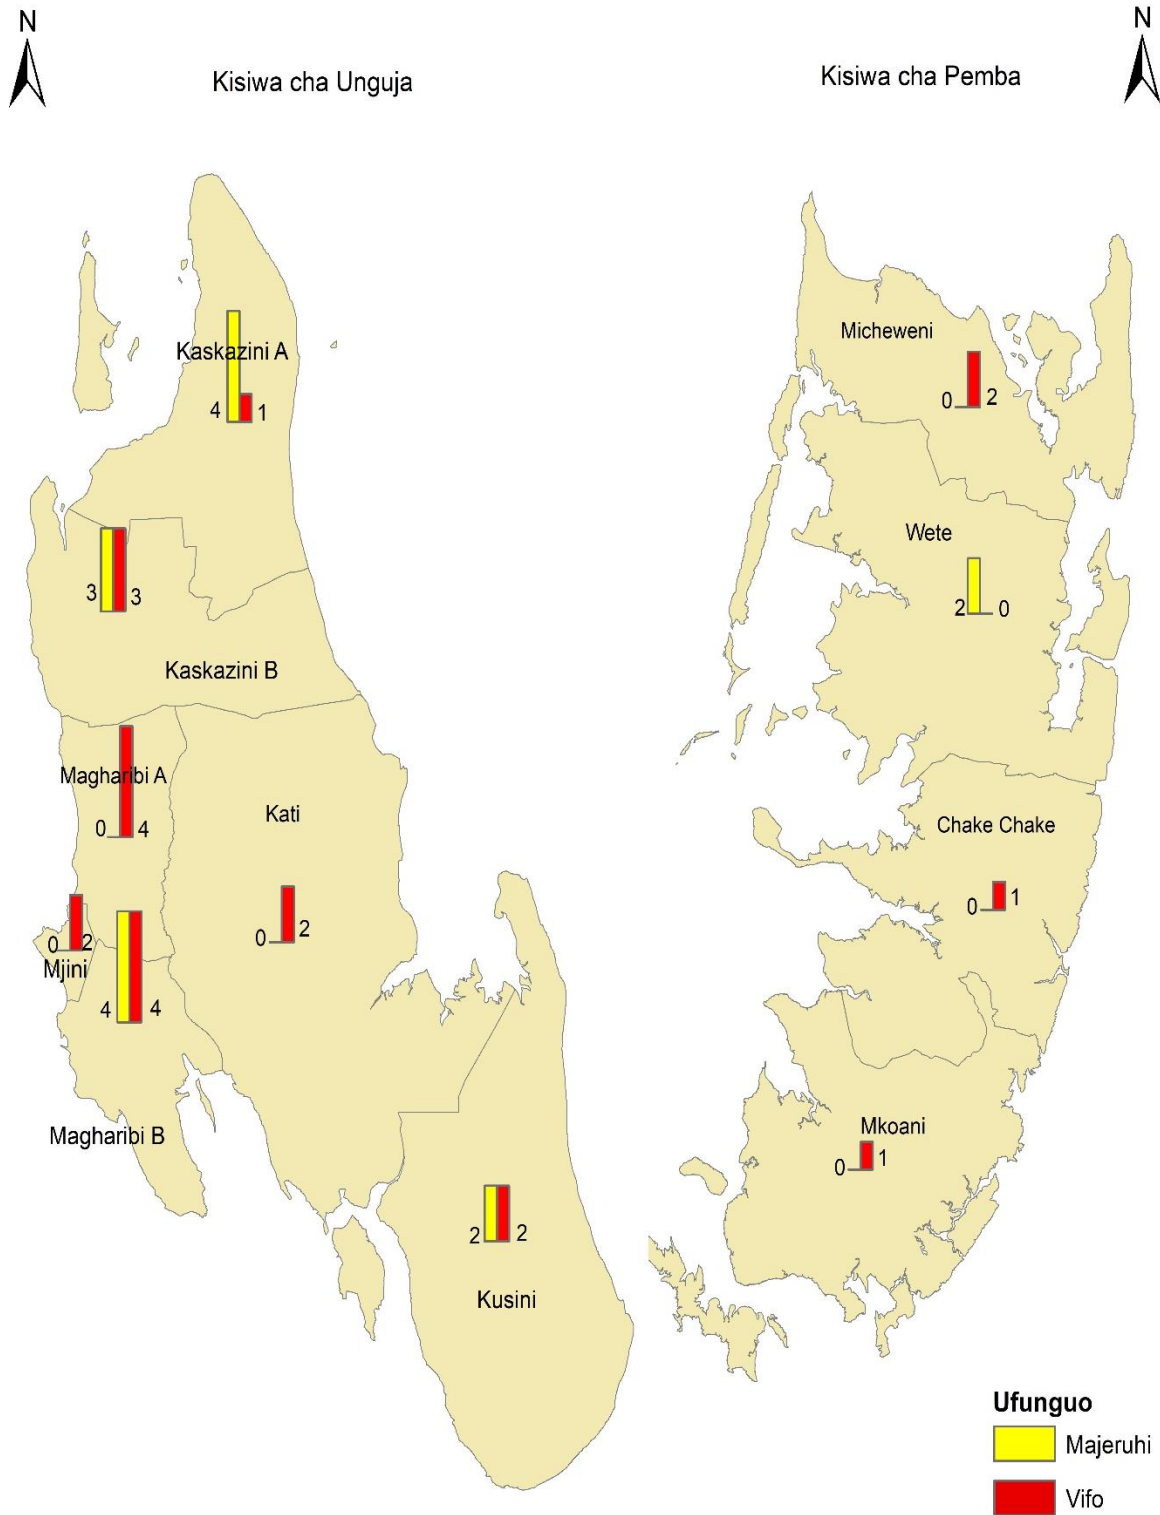 N
Kisiwa cha Unguja
Kaskazini A
4 1
3 3
Kaskazini B
Magharibi A
0 4
Kati
0 2
0 2
Mjini
4 4
Magharibi B
2 2
Kusini
N
Kisiwa cha Pemba
Micheweni
0 2
Wete
2 0
Chake Chake
0 1
Mkoani
0 1
Ufunguo
Majeruhi
Vifo